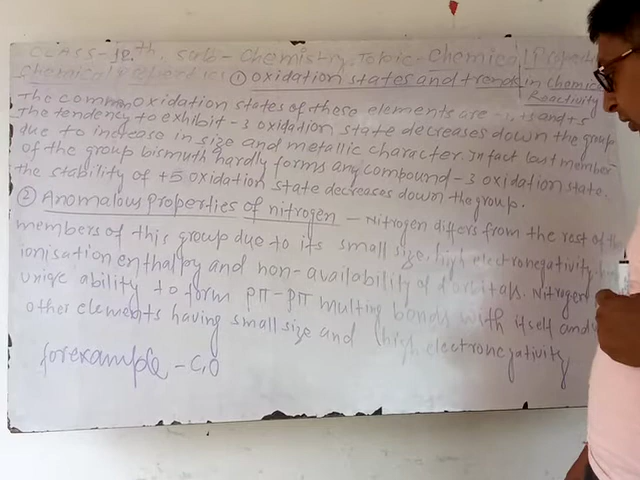 CLASS - 12th, Sub - Chemistry, Topic - Chemical Properti
Chemical Properties ① Oxidation states and trends in chemical
Reactivity
The common oxidation states of these elements are -3, +3 and +5
The tendency to exhibit -3 oxidation state decreases down the group
due to increase in size and metallic character. In fact last member
of the group bismuth hardly forms any compound -3 oxidation state.
the stability of +5 oxidation state decreases down the group.
② Anomalous Properties of nitrogen - Nitrogen differs from the rest of the
members of this group due to its small size, high electronegativity, high
ionisation enthalpy and non-availability of d orbitals. Nitrogen
unique ability to form pπ-pπ multiple bonds with itself and
other elements having small size and high electronegativity
for example - C, O